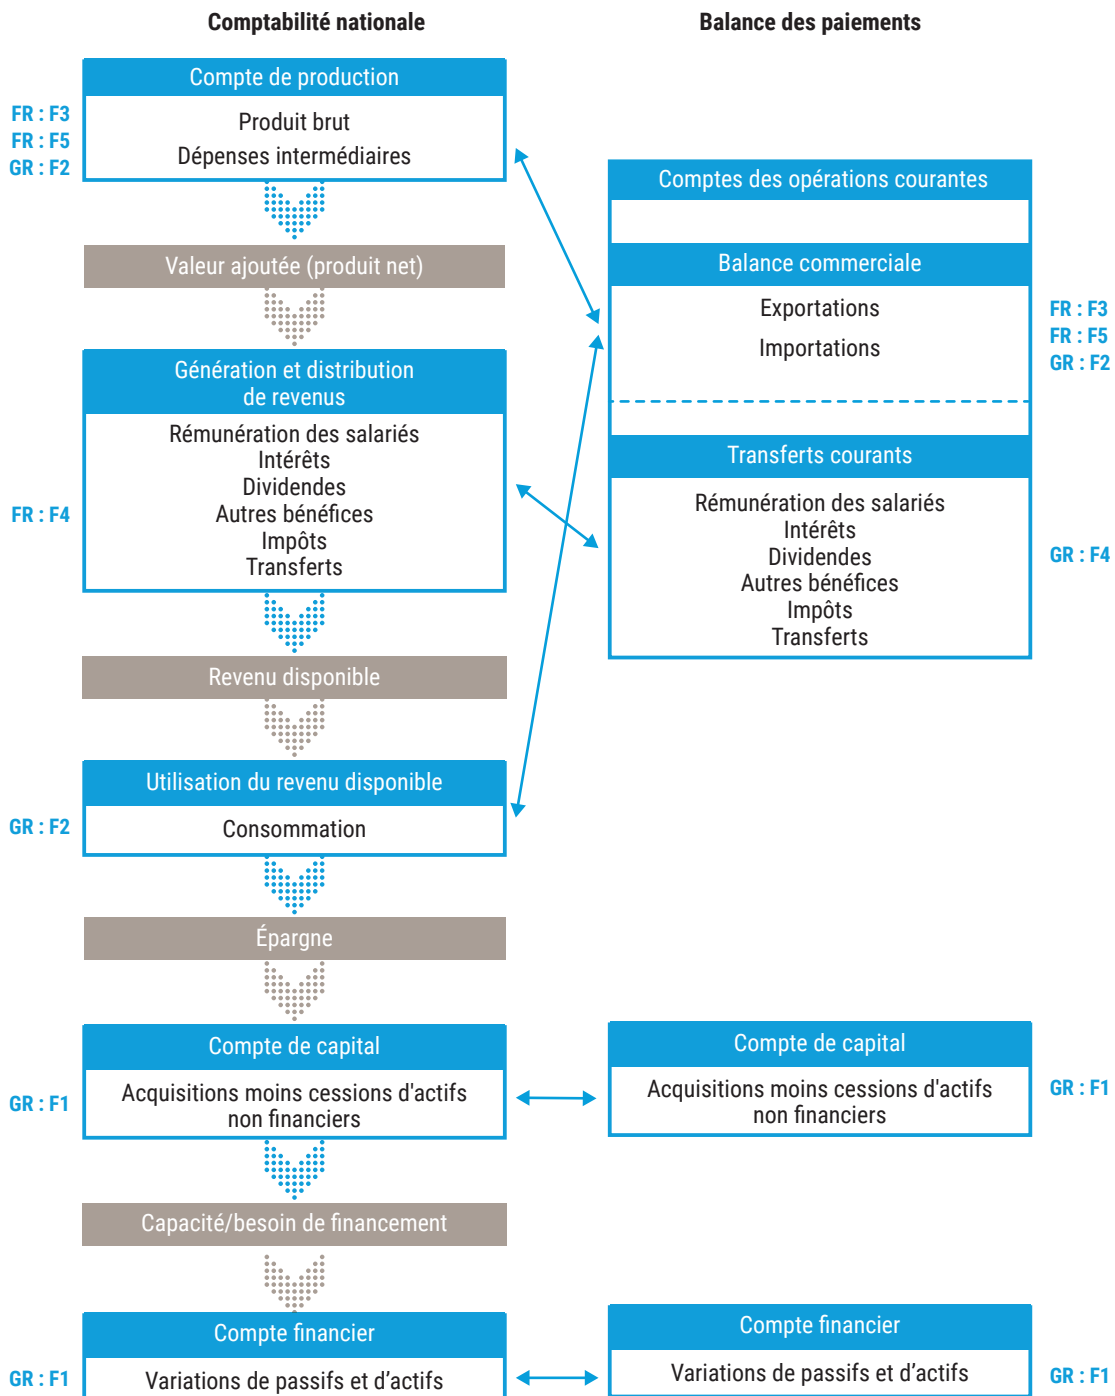 Comptabilité nationale
Balance des paiements
Compte de production
FR : F3
FR : F5
GR : F2
Produit brut
Dépenses intermédiaires
Valeur ajoutée (produit net)
Génération et distribution
de revenus
FR : F4
Rémunération des salariés
Intérêts
Dividendes
Autres bénéfices
Impôts
Transferts
Revenu disponible
Utilisation du revenu disponible
GR : F2
Consommation
Épargne
Compte de capital
GR : F1
Acquisitions moins cessions d'actifs
non financiers
Capacité/besoin de financement
Compte financier
GR : F1
Variations de passifs et d’actifs
Comptes des opérations courantes
Balance commerciale
Exportations
Importations
FR : F3
FR : F5
GR : F2
Transferts courants
Rémunération des salariés
Intérêts
Dividendes
Autres bénéfices
Impôts
Transferts
GR : F4
Compte de capital
Acquisitions moins cessions d'actifs
non financiers
GR : F1
Compte financier
Variations de passifs et d’actifs
GR : F1